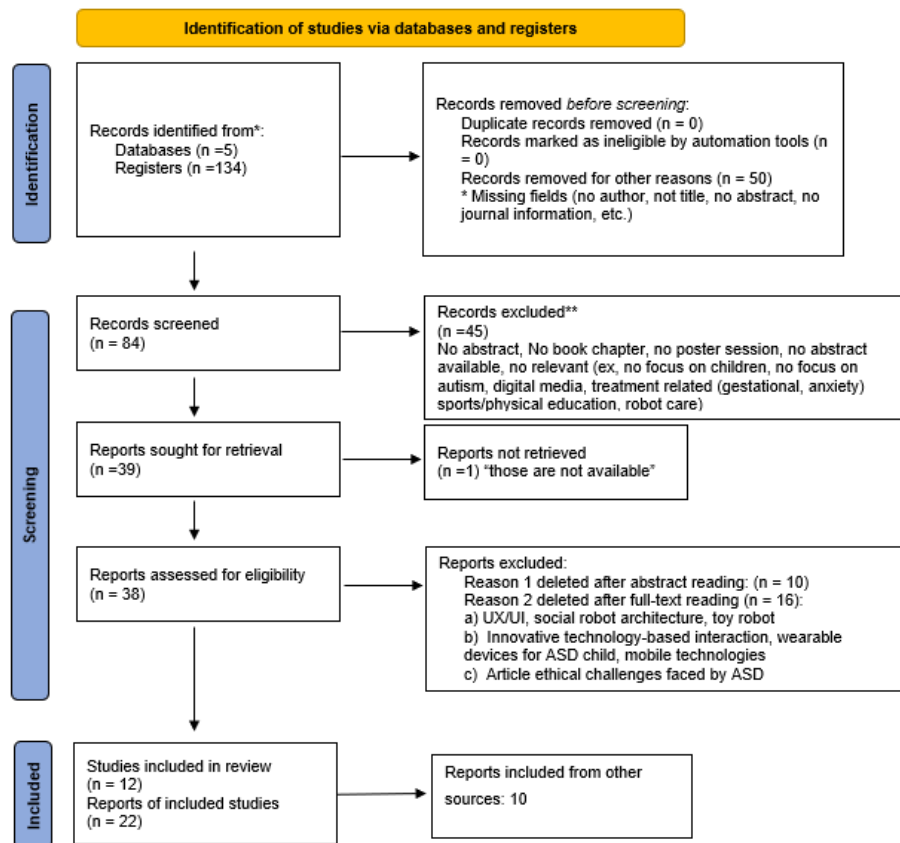 Identification of studies via databases and registers
Identification
Records identified from*:
Databases (n =5)
Registers (n =134)
Records removed before screening:
Duplicate records removed (n = 0)
Records marked as ineligible by automation tools (n
= 0)
Records removed for other reasons (n = 50)
* Missing fields (no author, not title, no abstract, no
journal information, etc.)
Screening
Records screened
(n = 84)
Records excluded**
(n =45)
No abstract, No book chapter, no poster session, no abstract
available, no relevant (ex, no focus on children, no focus on
autism, digital media, treatment related (gestational, anxiety)
sports/physical education, robot care)
Reports sought for retrieval
(n =39)
Reports not retrieved
(n =1) “those are not available”
Reports assessed for eligibility
(n = 38)
Reports excluded:
Reason 1 deleted after abstract reading: (n = 10)
Reason 2 deleted after full-text reading (n = 16):
a) UX/UI, social robot architecture, toy robot
b) Innovative technology-based interaction, wearable
devices for ASD child, mobile technologies
c) Article ethical challenges faced by ASD
Included
Studies included in review
(n = 12)
Reports of included studies
(n = 22)
Reports included from other
sources: 10